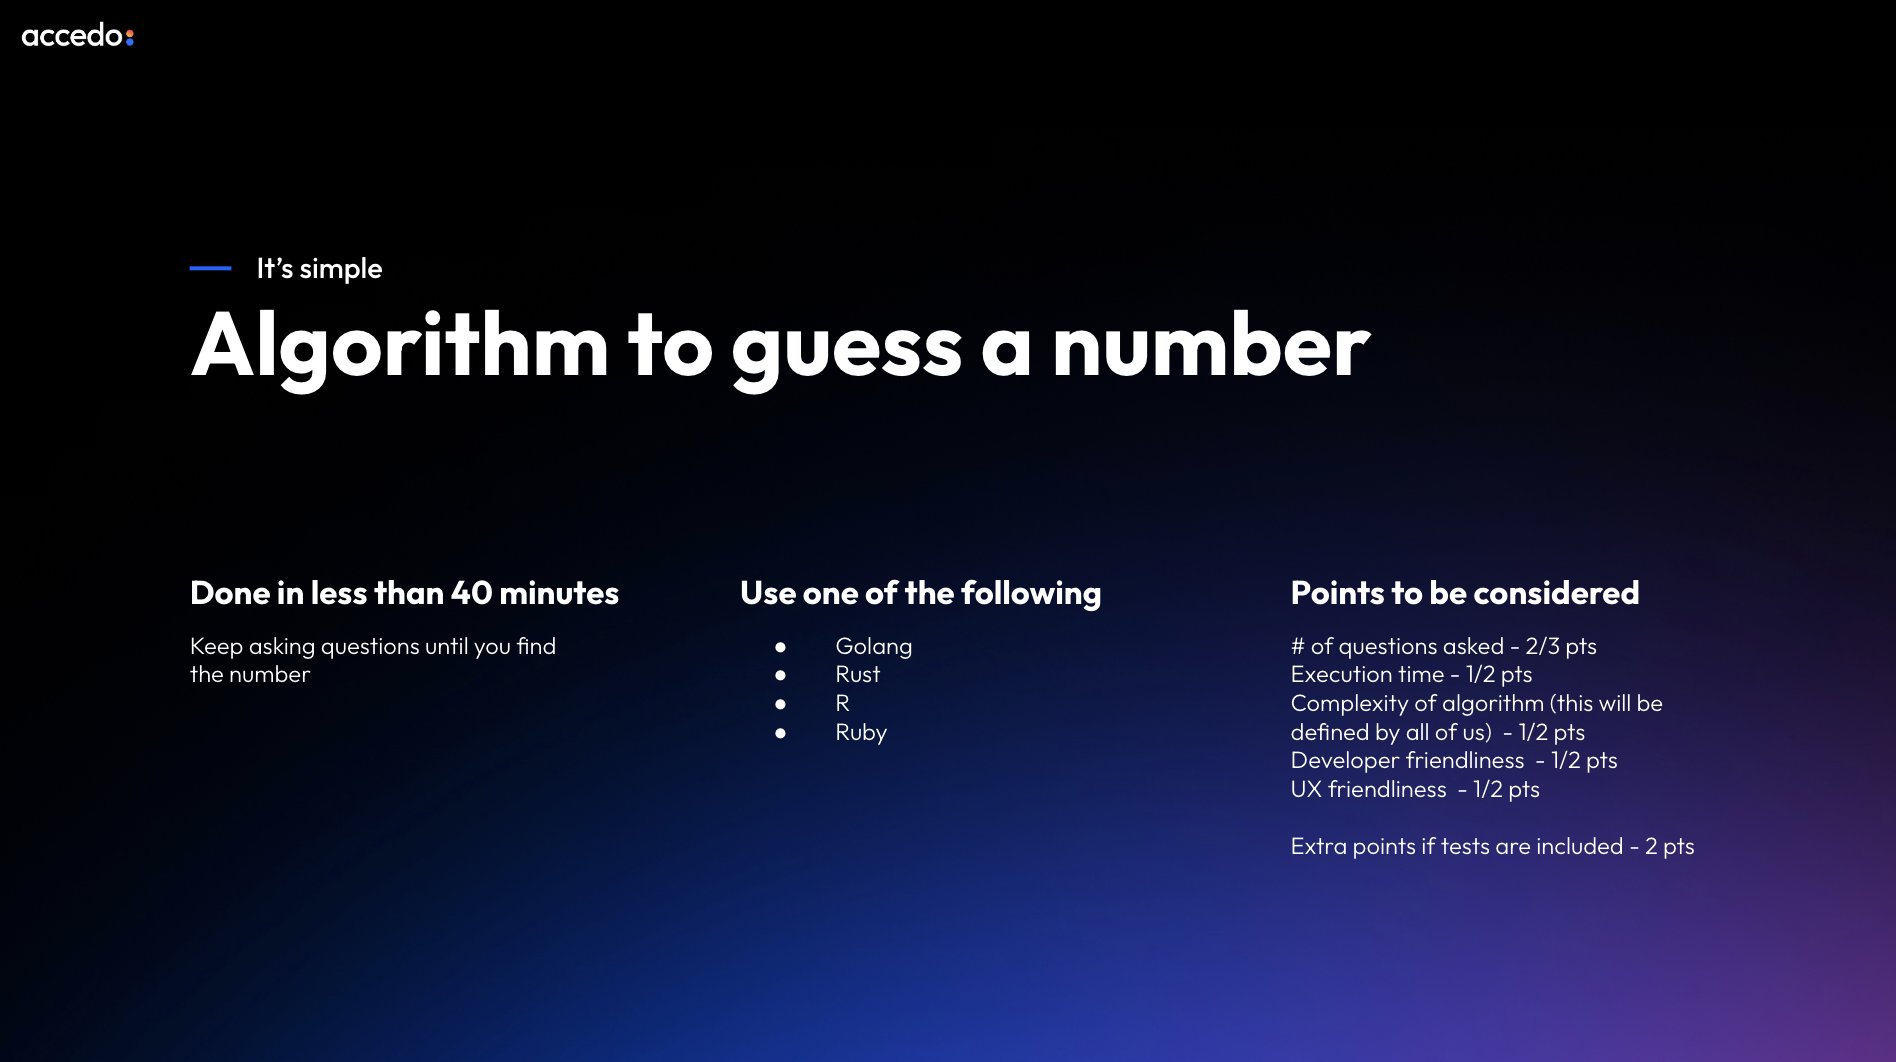 accedo
It's simple
Algorithm to guess a number
Done in less than 40 minutes
Keep asking questions until you find
the number
Use one of the following
● Golang
● Rust
● R
● Ruby
Points to be considered
# of questions asked - 2/3 pts
Execution time - 1/2 pts
Complexity of algorithm (this will be
defined by all of us)  - 1/2 pts
Developer friendliness  - 1/2 pts
UX friendliness  - 1/2 pts
Extra points if tests are included - 2 pts